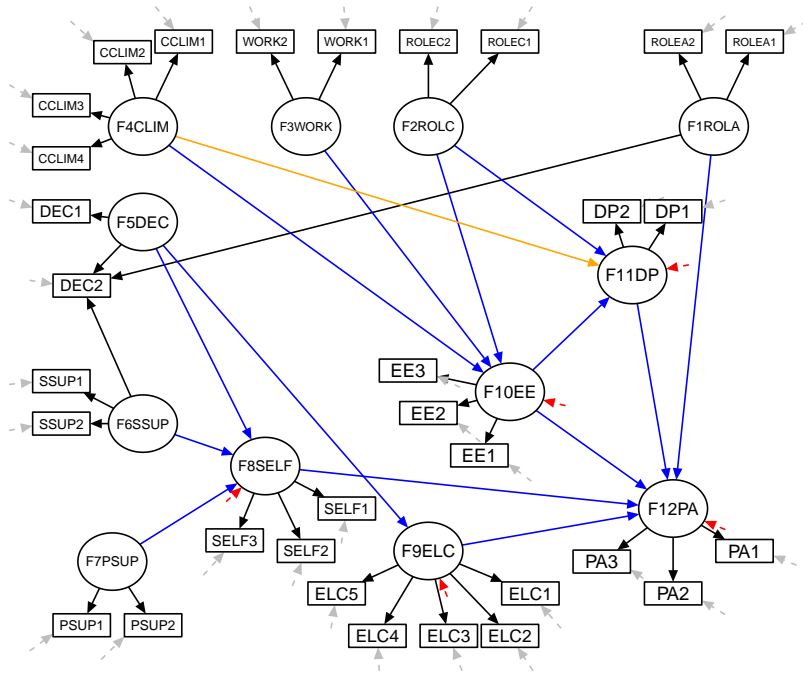 CCLIM1
WORK2
WORK1
ROLEC2
ROLEC1
ROLEA2
ROLEA1
CCLIM2
CCLIM3
F4CLIM
F3WORK
F2ROLC
F1ROLA
CCLIM4
DEC1
F5DEC
DP2
DP1
DEC2
F11DP
EE3
SSUP1
F10EE
EE2
SSUP2
F6SSUP
EE1
F8SELF
SELF1
F12PA
SELF3
SELF2
F9ELC
PA1
F7PSUP
PA3
ELC5
ELC1
PA2
PSUP1
PSUP2
ELC4
ELC3
ELC2